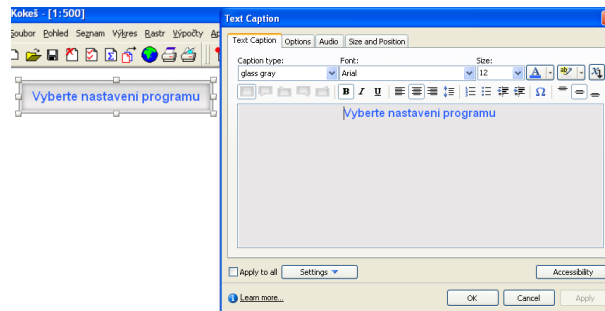 Kokeš - [1:500]
Soubor Pohled Seznam Výkres Rastr Výpočty
Vyberte nastavení programu
Text Caption
Text Caption Options Audio Size and Position
Caption type: Font: Size:
glass gray Arial 12
B I U
Vyberte nastavení programu
Apply to all Settings Accessibility
Learn more... OK Cancel Apply